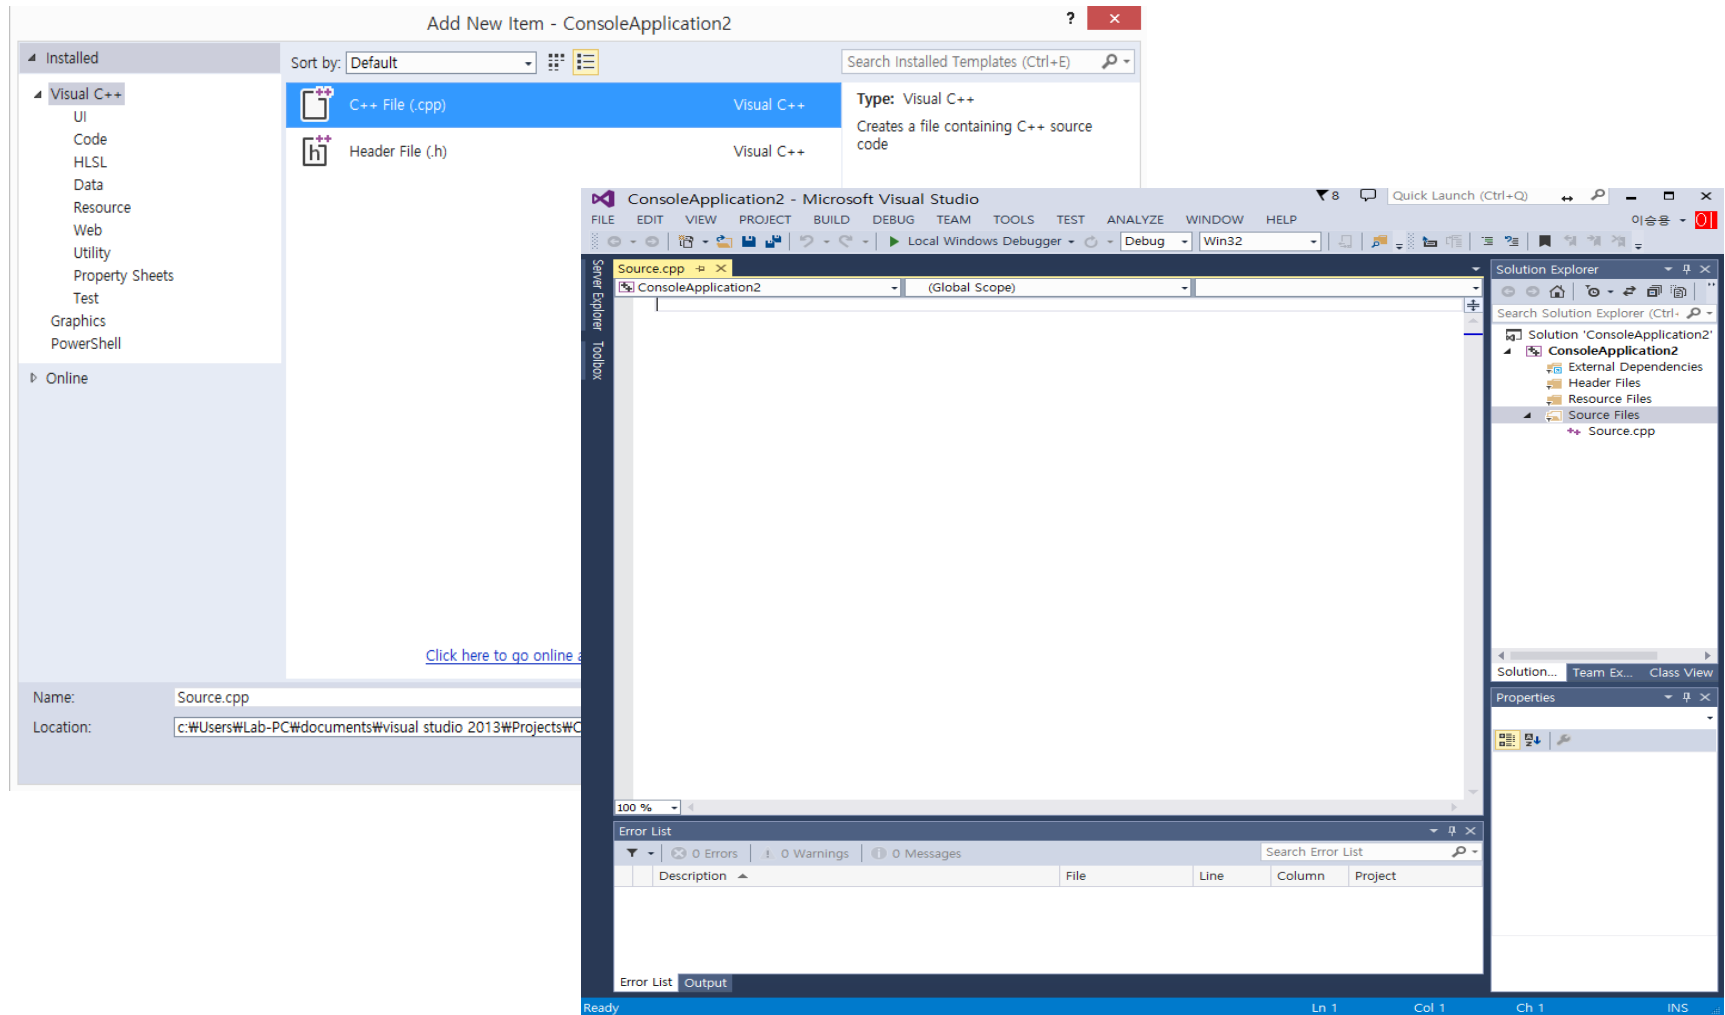 Add New Item - ConsoleApplication2
?
Installed
Visual C++
UI
Code
HLSL
Data
Resource
Web
Utility
Property Sheets
Test
Graphics
PowerShell
Online
Sort by: Default
Search Installed Templates (Ctrl+E)
C++ File (.cpp) Visual C++
Header File (.h) Visual C++
Type: Visual C++
Creates a file containing C++ source
code
Click here to go online
Name: Source.cpp
Location: c:₩Users₩Lab-PC₩documents₩visual studio 2013₩Projects₩C
ConsoleApplication2 - Microsoft Visual Studio
8
Quick Launch (Ctrl+Q)
FILE EDIT VIEW PROJECT BUILD DEBUG TEAM TOOLS TEST ANALYZE WINDOW HELP
이승용 이
Local Windows Debugger Debug Win32
Server Explorer
Toolbox
Source.cpp
ConsoleApplication2 (Global Scope)
100 %
Solution Explorer
Search Solution Explorer (Ctrl+
Solution 'ConsoleApplication2'
ConsoleApplication2
External Dependencies
Header Files
Resource Files
Source Files
Source.cpp
Solution... Team Ex... Class View
Properties
Error List
0 Errors 0 Warnings 0 Messages
Search Error List
Description File Line Column Project
Error List Output
Ready Ln 1 Col 1 Ch 1 INS